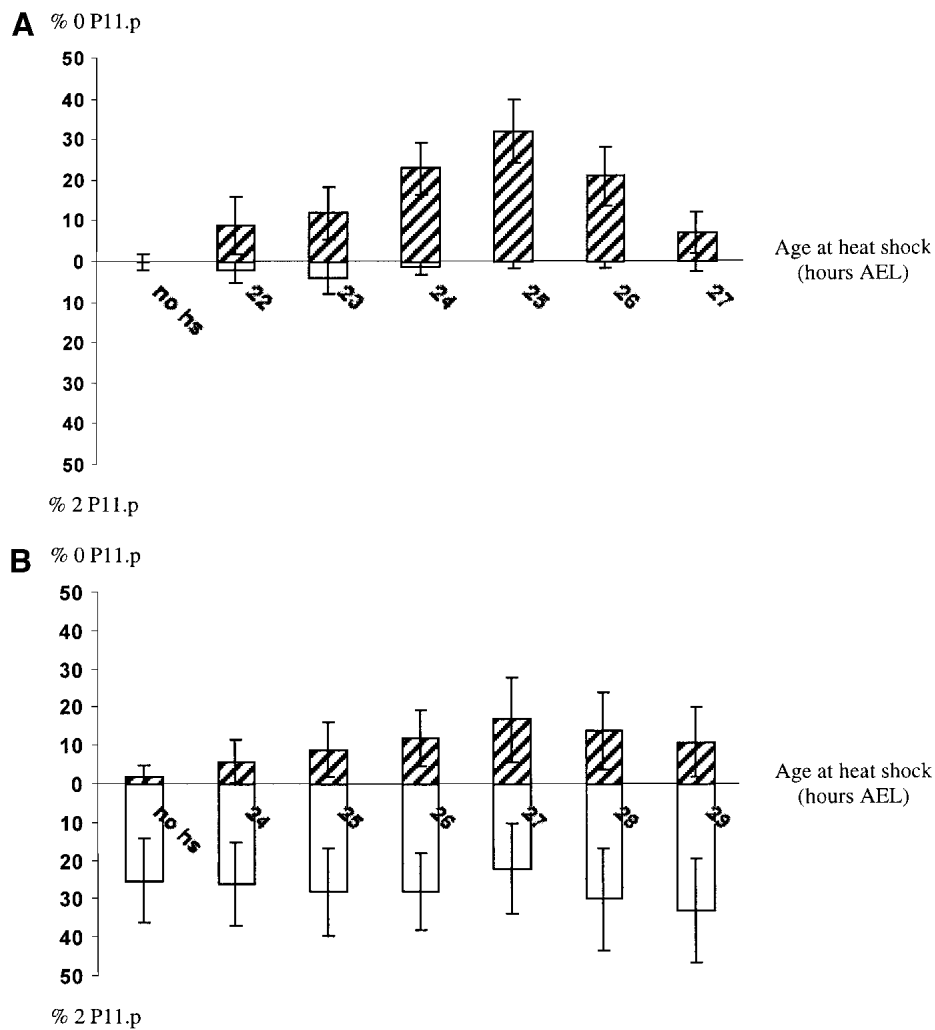 A % 0 P11.p
50
40
30
20
10
0
10
20
30
40
50
no hs 22 23 24 25 26 27
Age at heat shock
(hours AEL)
% 2 P11.p
B % 0 P11.p
50
40
30
20
10
0
10
20
30
40
50
no hs 24 25 26 27 28 29
Age at heat shock
(hours AEL)
% 2 P11.p